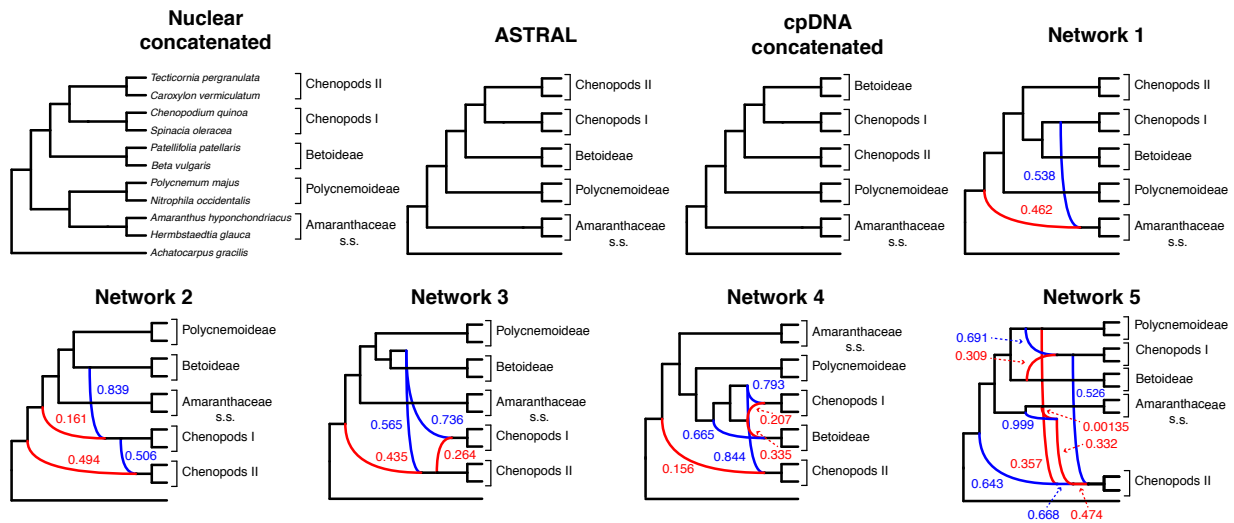 Nuclear
concatenated
Tecticornia pergranulata
Caroxylon vermiculatum
Chenopodium quinoa
Spinacia oleracea
Patellifolia patellaris
Beta vulgaris
Polycnemum majus
Nitrophila occidentalis
Amaranthus hyponchondriacus
Hermbstaedtia glauca
Achatocarpus gracilis
Chenopods II
Chenopods I
Betoideae
Polycnemoideae
Amaranthaceae
s.s.
ASTRAL
Chenopods II
Chenopods I
Betoideae
Polycnemoideae
Amaranthaceae
s.s.
cpDNA
concatenated
Betoideae
Chenopods I
Chenopods II
Polycnemoideae
Amaranthaceae
s.s.
Network 1
Chenopods II
Chenopods I
Betoideae
0.538
Polycnemoideae
0.462
Amaranthaceae
s.s.
Network 2
Polycnemoideae
Betoideae
0.839
Amaranthaceae
s.s.
0.161
Chenopods I
0.506
0.494
Chenopods II
Network 3
Polycnemoideae
Betoideae
Amaranthaceae
s.s.
0.736
0.565
Chenopods I
0.435
0.264
Chenopods II
Network 4
Amaranthaceae
s.s.
Polycnemoideae
0.793
Chenopods I
0.207
0.665
Betoideae
0.335
0.844
0.156
Chenopods II
Network 5
Polycnemoideae
0.691
Chenopods I
0.309
Betoideae
0.526
Amaranthaceae
s.s.
0.999
0.00135
0.332
0.357
0.643
Chenopods II
0.668
0.474